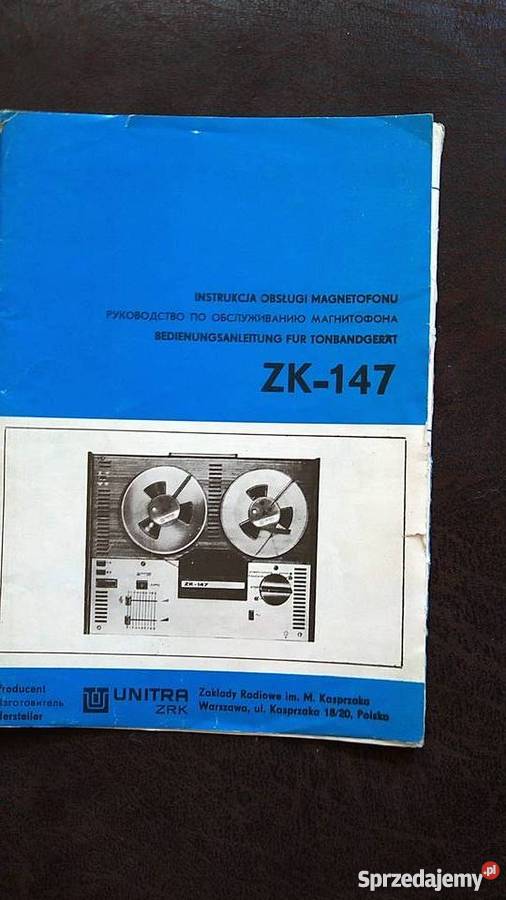 INSTRUKCJA OBSŁUGI MAGNETOFONU
РУКОВОДСТВО ПО ОБСЛУЖИВАНИЮ МАГНИТОФОНА
BEDIENUNGSANLEITUNG FÜR TONBANDGERÄT
ZK-147
ZK-147
Producent
Изготовитель
Hersteller
UNITRA
ZRK
Zakłady Radiowe im. M. Kasprzaka
Warszawa, ul. Kasprzaka 18/20, Polska
Sprzedajemy.pl